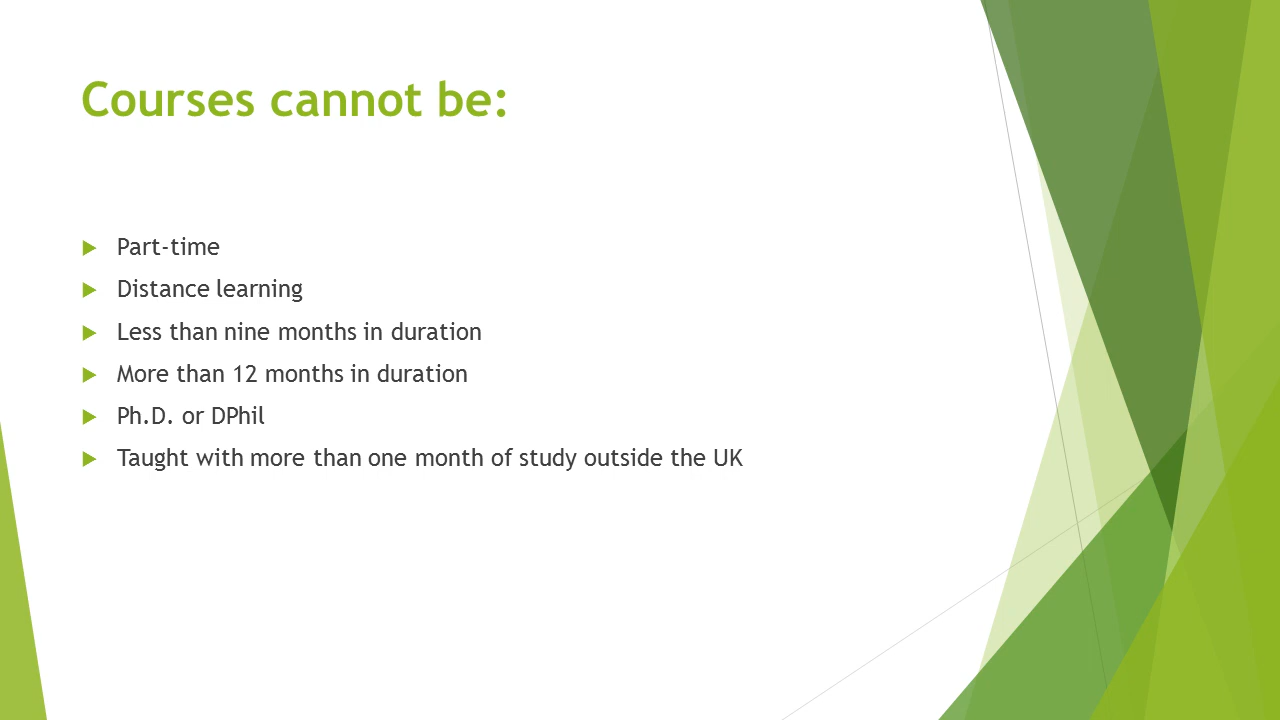 Courses cannot be:
Part-time
Distance learning
Less than nine months in duration
More than 12 months in duration
Ph.D. or DPhil
Taught with more than one month of study outside the UK